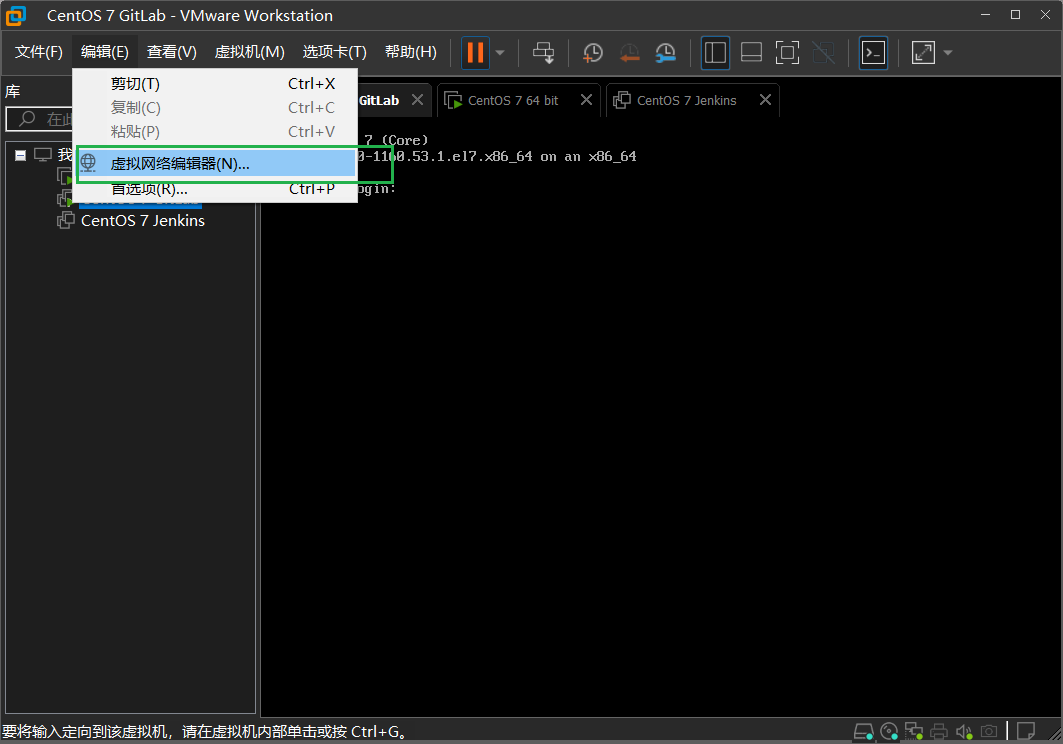 CentOS 7 GitLab - VMware Workstation
文件(F) 编辑(E) 查看(V) 虚拟机(M) 选项卡(T) 帮助(H)
库
剪切(T) Ctrl+X
复制(C) Ctrl+C
粘贴(P) Ctrl+V
虚拟网络编辑器(N)...
首选项(R)... Ctrl+P
在此
我
CentOS 7 Jenkins
GitLab
CentOS 7 64 bit
CentOS 7 Jenkins
7 (Core)
0-1160.53.1.el7.x86_64 on an x86_64
ogin:
要将输入定向到该虚拟机，请在虚拟机内部单击或按 Ctrl+G。